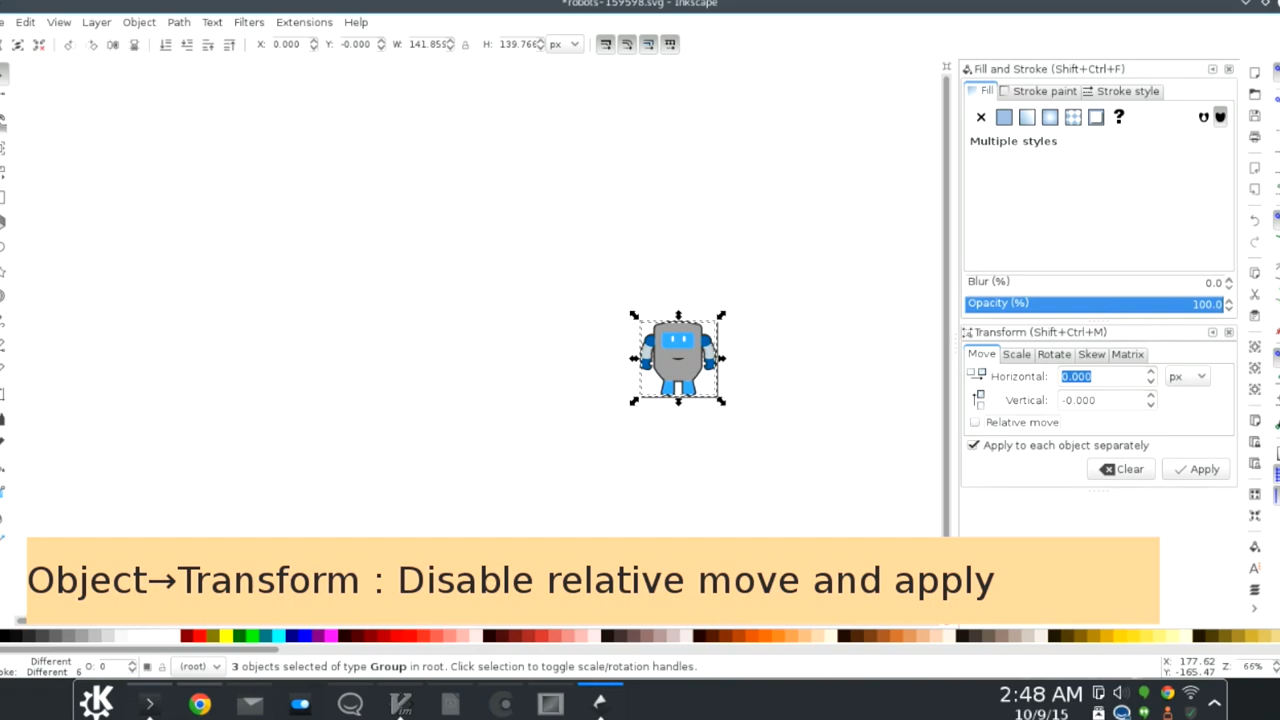 *robots-159598.svg - Inkscape
Edit View Layer Object Path Text Filters Extensions Help
X: 0.000 Y: -0.000 W: 141.855 H: 139.766 px
Fill and Stroke (Shift+Ctrl+F)
Fill Stroke paint Stroke style
?
Multiple styles
Blur (%) 0.0
Opacity (%) 100.0
Transform (Shift+Ctrl+M)
Move Scale Rotate Skew Matrix
Horizontal: 0.000 px
Vertical: -0.000
Relative move
Apply to each object separately
Clear Apply
Object→Transform : Disable relative move and apply
Different
Different 6
O: 0 (root) 3 objects selected of type Group in root. Click selection to toggle scale/rotation handles.
X: 177.62
Y: -165.47
Z: 66%
2:48 AM
10/9/15